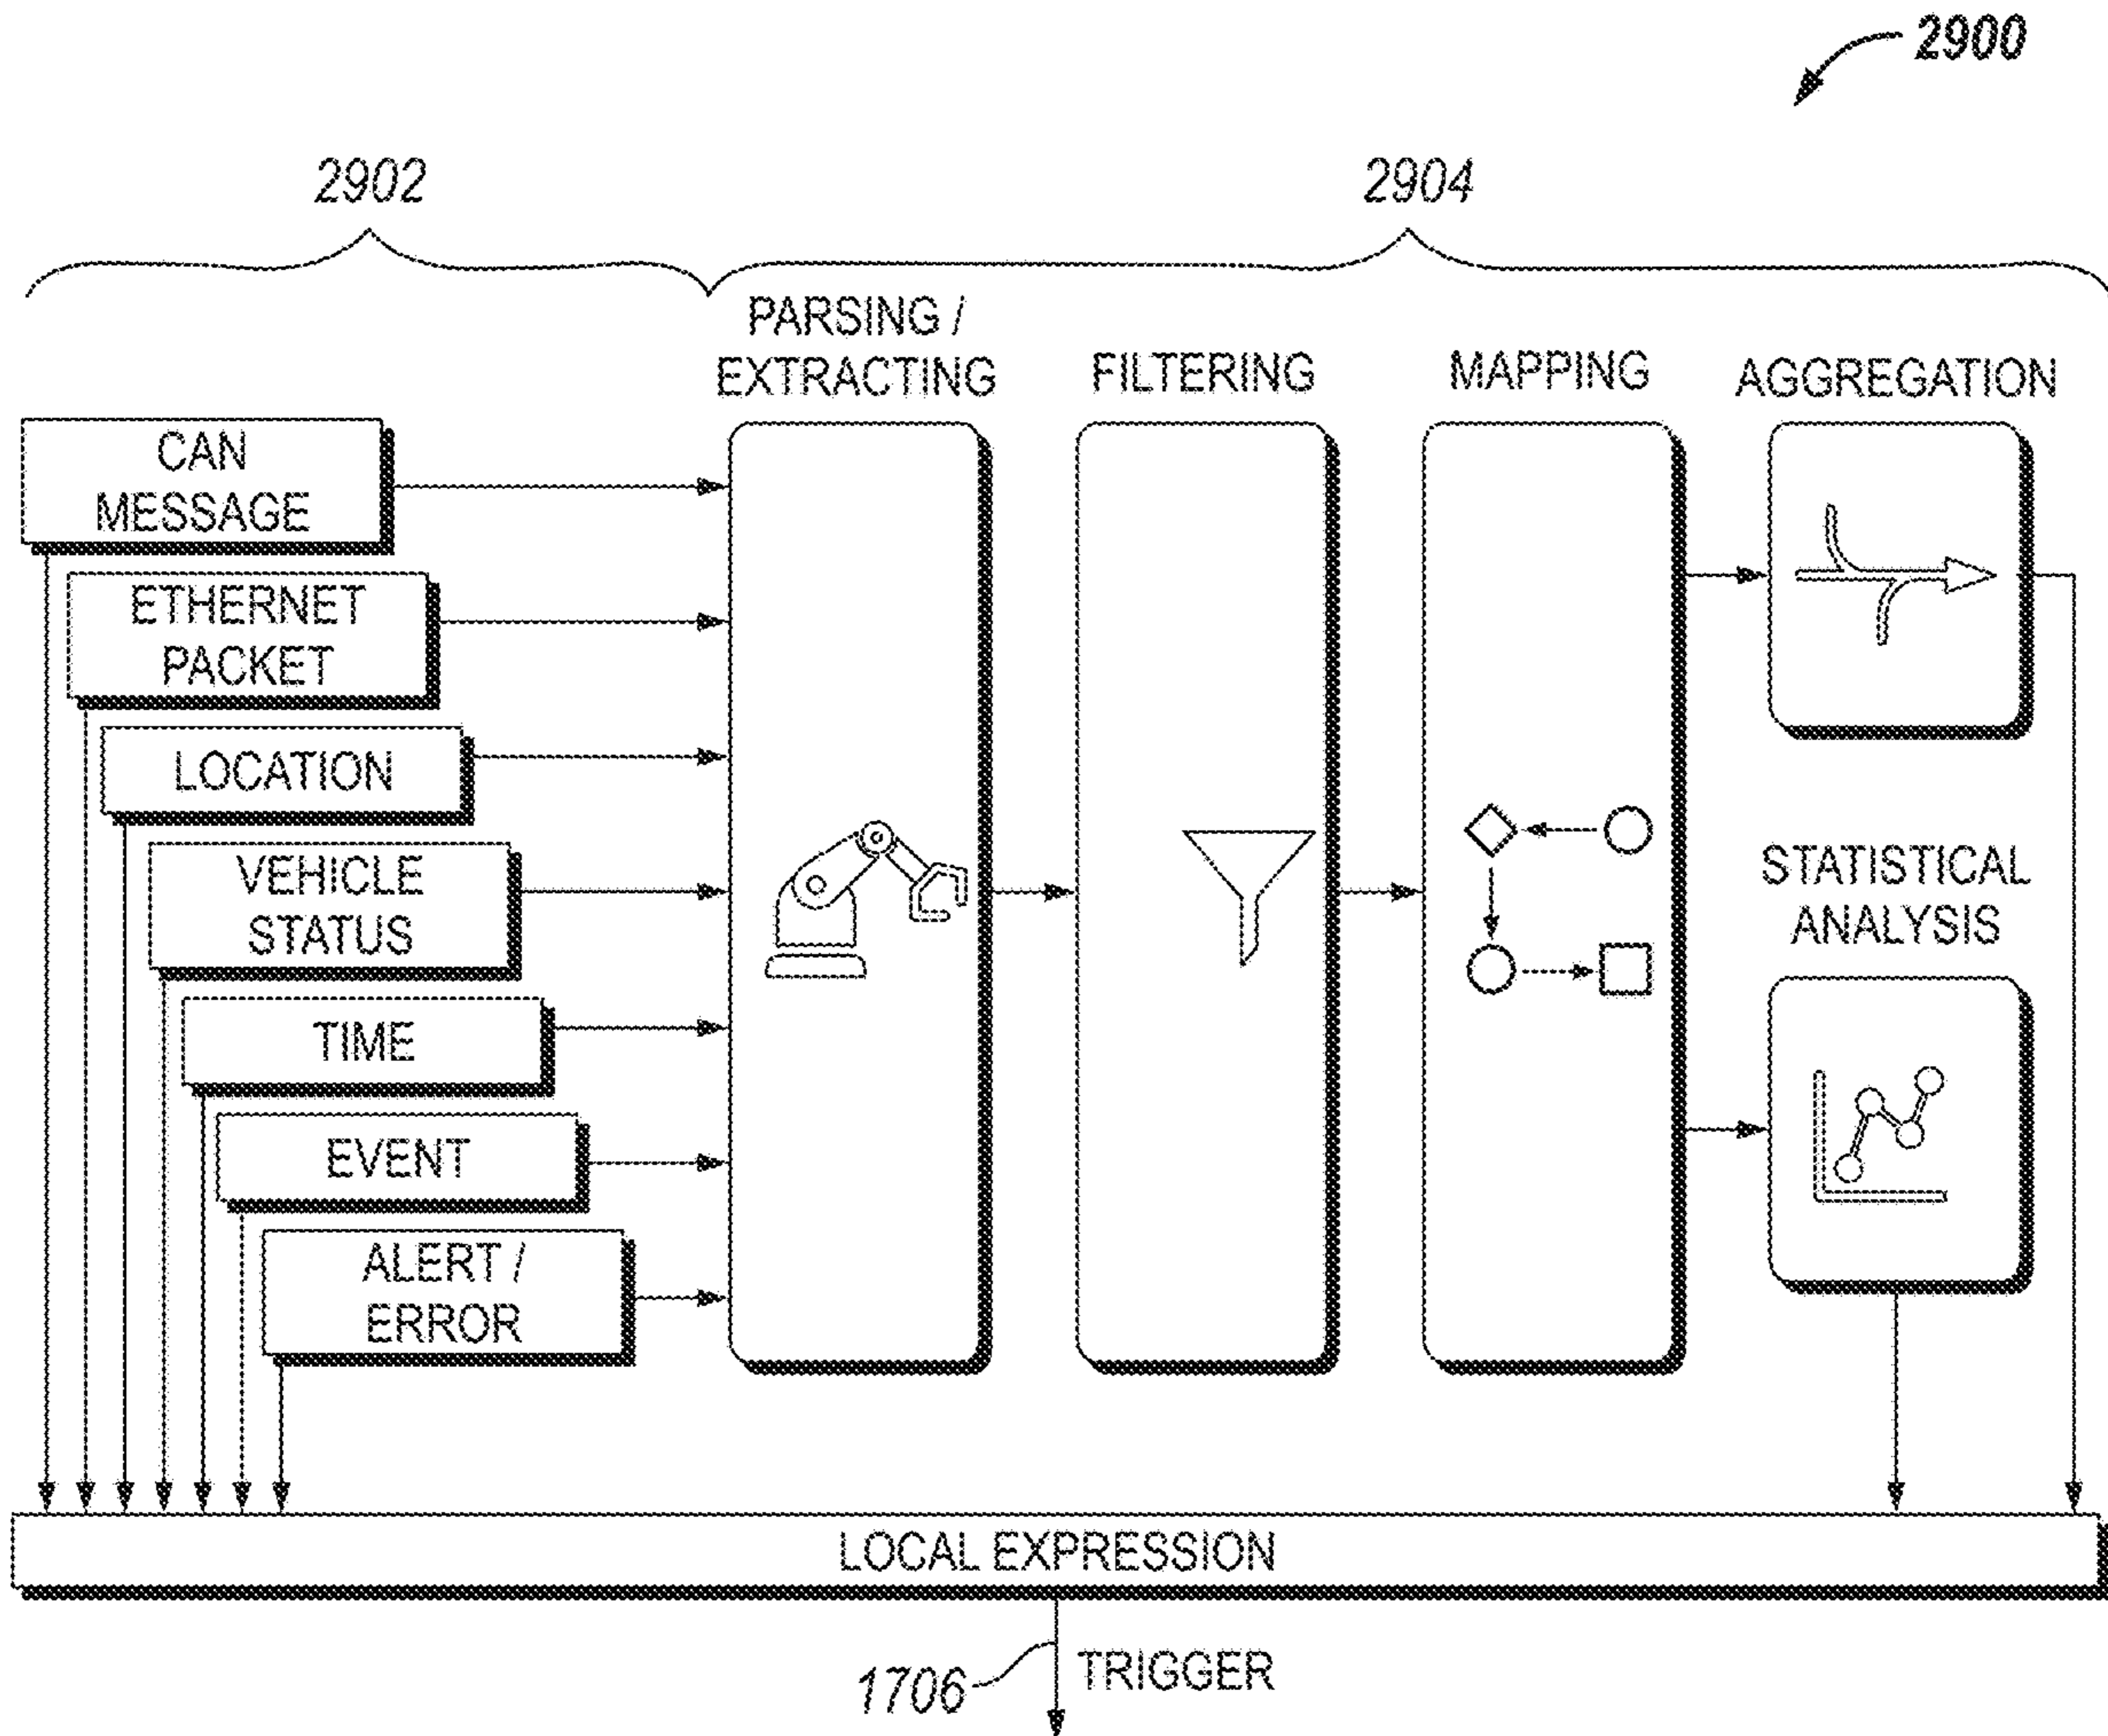 2900
2902
2904
PARSING /
EXTRACTING
FILTERING
MAPPING
AGGREGATION
CAN
MESSAGE
ETHERNET
PACKET
LOCATION
VEHICLE
STATUS
TIME
EVENT
ALERT /
ERROR
STATISTICAL
ANALYSIS
LOCAL EXPRESSION
1706
TRIGGER